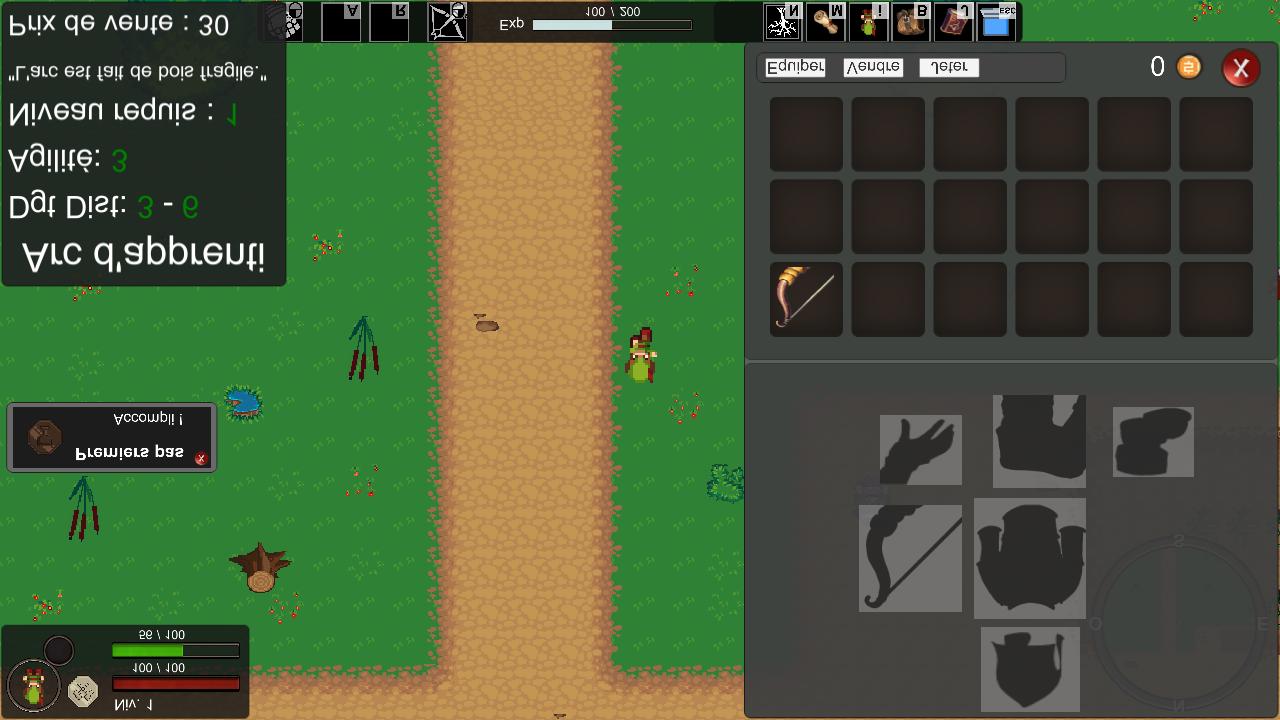 Niv. 1
100 / 100
56 / 100
Premiers pas
Accompli !
Arc d'apprenti
Dgt Dist: 3 - 6
Agilité: 3
Niveau requis : 1
"L'arc est fait de bois fragile."
Prix de vente : 30
A
R
Exp
100 / 200
N
M
i
B
J
esc
Equiper
Vendre
Jeter
0
N
O
E
S